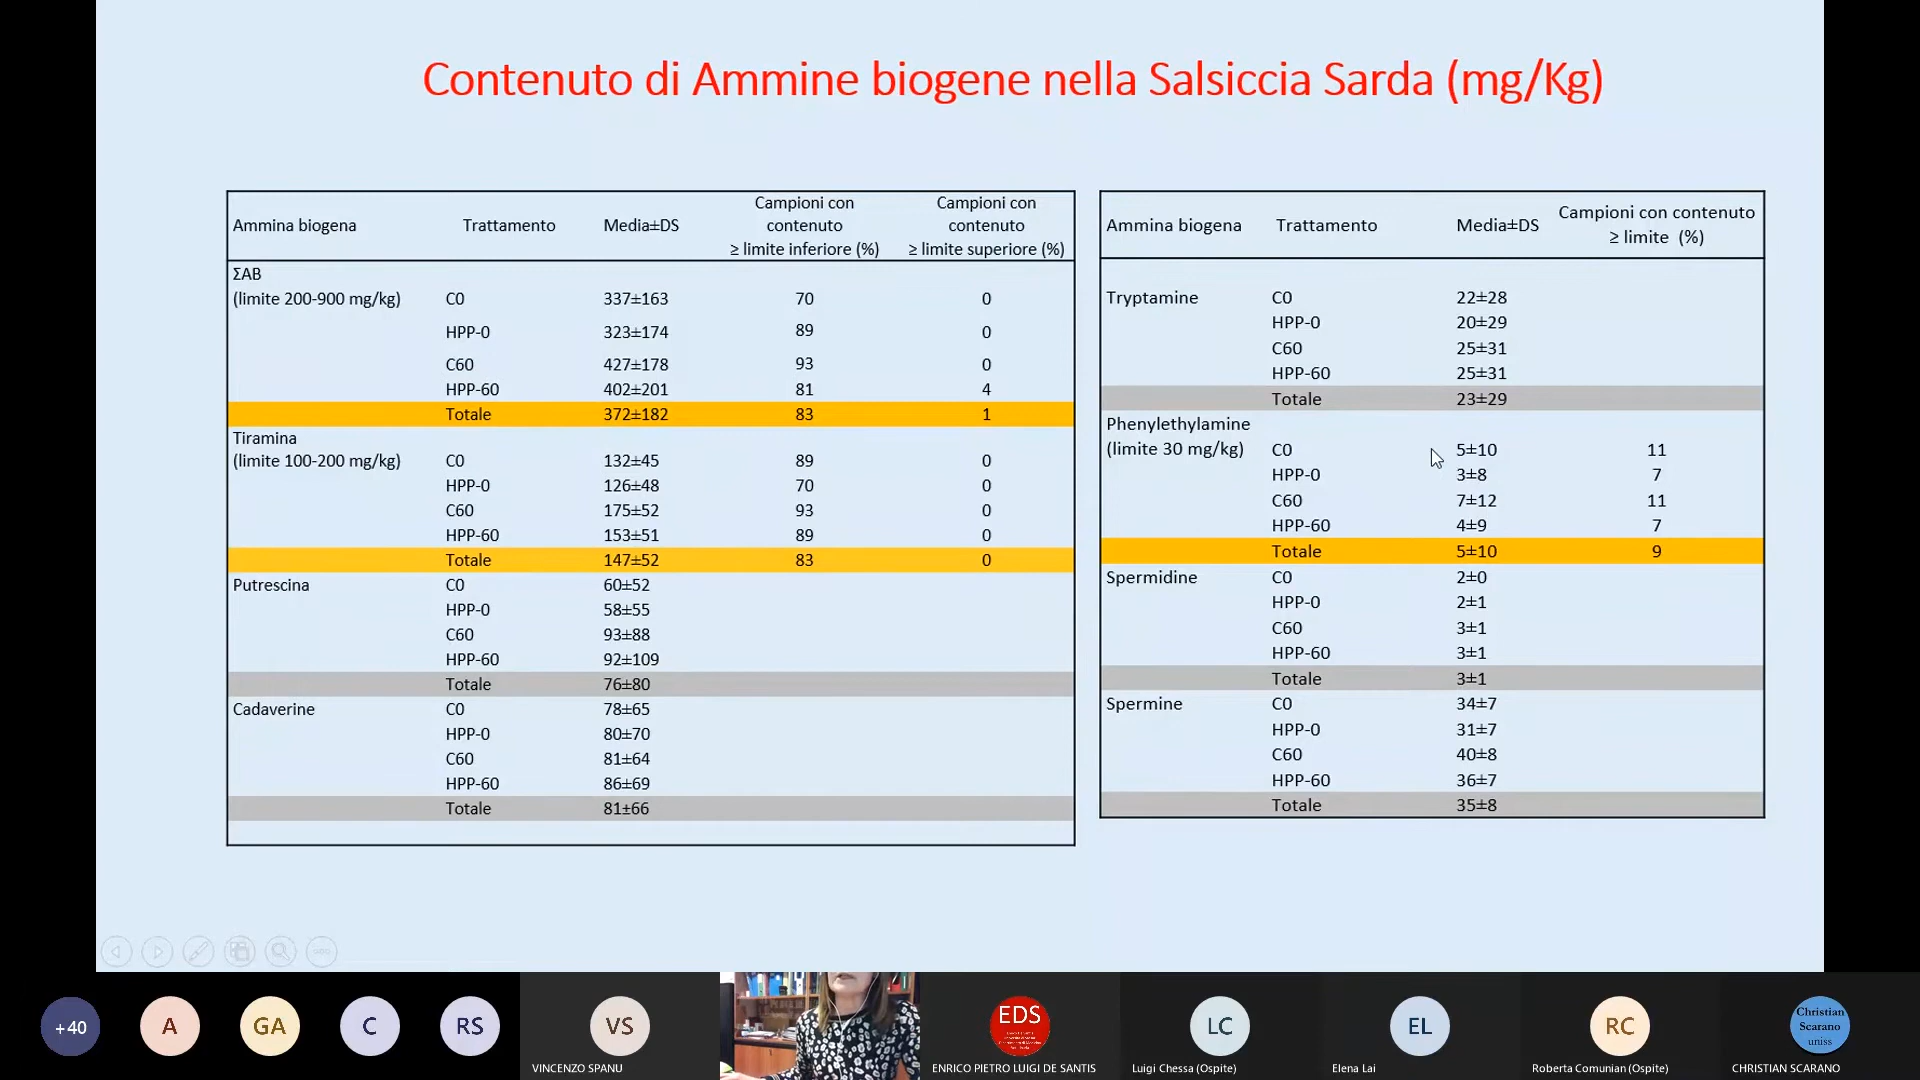 Contenuto di Ammine biogene nella Salsiccia Sarda (mg/Kg)
Ammina biogena Trattamento Media±DS Campioni con contenuto ≥ limite inferiore (%) Campioni con contenuto ≥ limite superiore (%)
ΣAB
(limite 200-900 mg/kg) C0 337±163 70 0
HPP-0 323±174 89 0
C60 427±178 93 0
HPP-60 402±201 81 4
Totale 372±182 83 1
Tiramina
(limite 100-200 mg/kg) C0 132±45 89 0
HPP-0 126±48 70 0
C60 175±52 93 0
HPP-60 153±51 89 0
Totale 147±52 83 0
Putrescina C0 60±52
HPP-0 58±55
C60 93±88
HPP-60 92±109
Totale 76±80
Cadaverine C0 78±65
HPP-0 80±70
C60 81±64
HPP-60 86±69
Totale 81±66
Ammina biogena Trattamento Media±DS Campioni con contenuto ≥ limite (%)
Tryptamine C0 22±28
HPP-0 20±29
C60 25±31
HPP-60 25±31
Totale 23±29
Phenylethylamine
(limite 30 mg/kg) C0 5±10 11
HPP-0 3±8 7
C60 7±12 11
HPP-60 4±9 7
Totale 5±10 9
Spermidine C0 2±0
HPP-0 2±1
C60 3±1
HPP-60 3±1
Totale 3±1
Spermine C0 34±7
HPP-0 31±7
C60 40±8
HPP-60 36±7
Totale 35±8
+40 A GA C RS VS EDS LC EL RC
Christian
Scarano
uniss
VINCENZO SPANU ENRICO PIETRO LUIGI DE SANTIS Luigi Chessa (Ospite) Elena Lai Roberta Comunian (Ospite) CHRISTIAN SCARANO